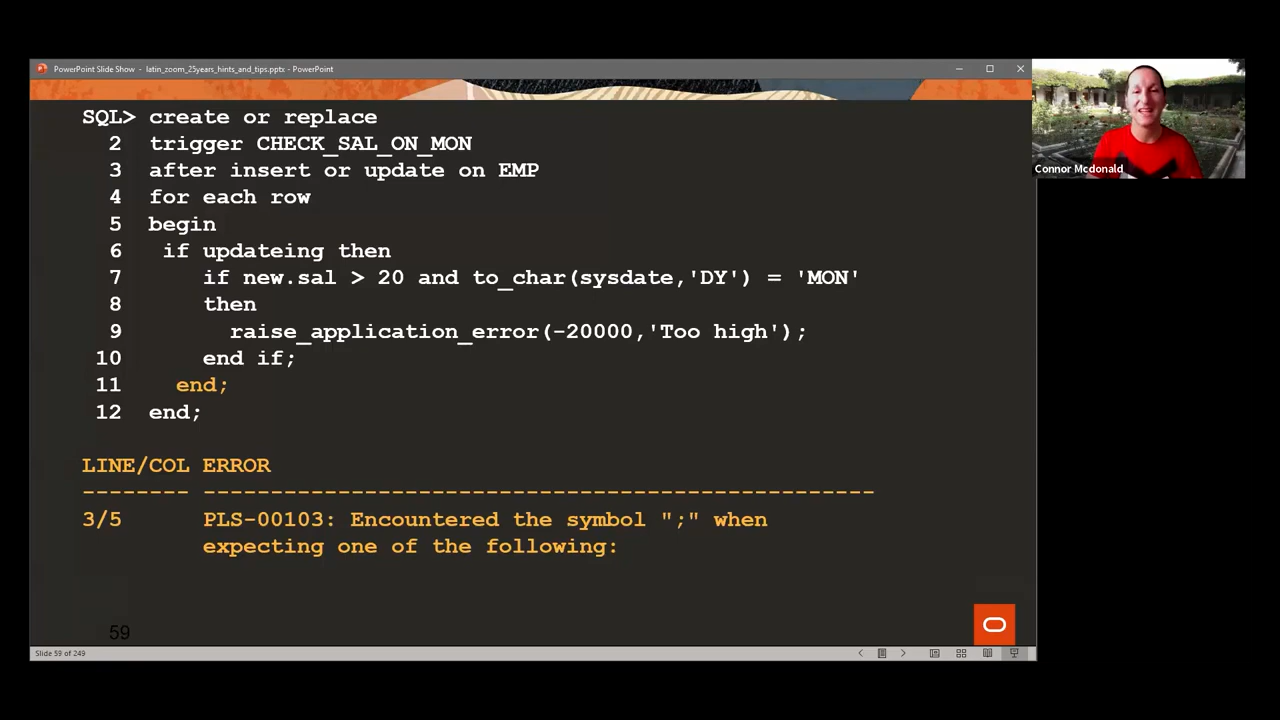 PowerPoint Slide Show - latin_zoom_25years_hints_and_tips.pptx - PowerPoint
SQL> create or replace
2 trigger CHECK_SAL_ON_MON
3 after insert or update on EMP
4 for each row
5 begin
6 if updateing then
7 if new.sal > 20 and to_char(sysdate,'DY') = 'MON'
8 then
9 raise_application_error(-20000,'Too high');
10 end if;
11 end;
12 end;
LINE/COL ERROR
-------- --------------------------------------------------
3/5 PLS-00103: Encountered the symbol ";" when
expecting one of the following:
59
Slide 59 of 249
Connor Mcdonald